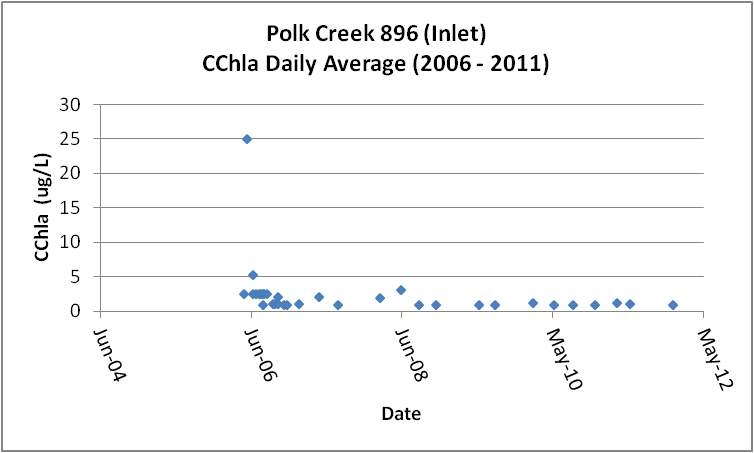 Polk Creek 896 (Inlet)
CChla Daily Average (2006 - 2011)
30
25
20
15
10
5
0
CChla (ug/L)
Jun-04
Jun-06
Jun-08
May-10
May-12
Date